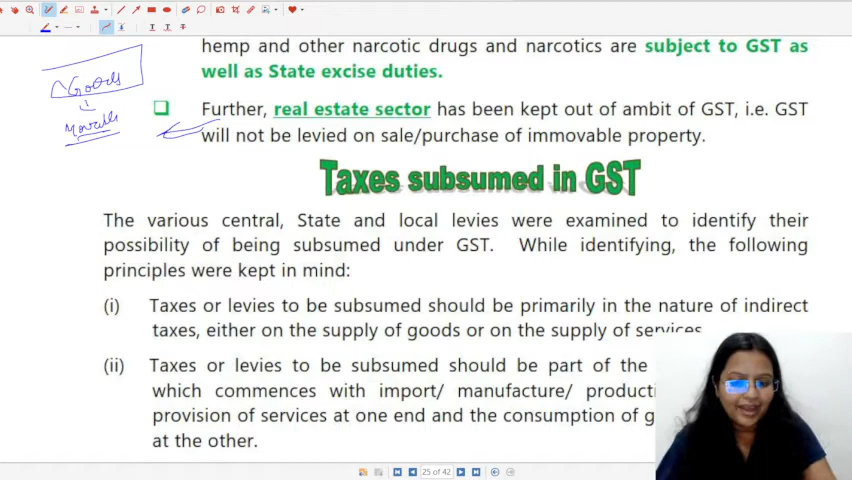 hemp and other narcotic drugs and narcotics are subject to GST as
well as State excise duties.
Goods
Movable
Further, real estate sector has been kept out of ambit of GST, i.e. GST
will not be levied on sale/purchase of immovable property.
Taxes subsumed in GST
The various central, State and local levies were examined to identify their
possibility of being subsumed under GST. While identifying, the following
principles were kept in mind:
(i) Taxes or levies to be subsumed should be primarily in the nature of indirect
taxes, either on the supply of goods or on the supply of services.
(ii) Taxes or levies to be subsumed should be part of the
which commences with import/ manufacture/
provision of services at one end and the consumption of
at the other.
25 of 42